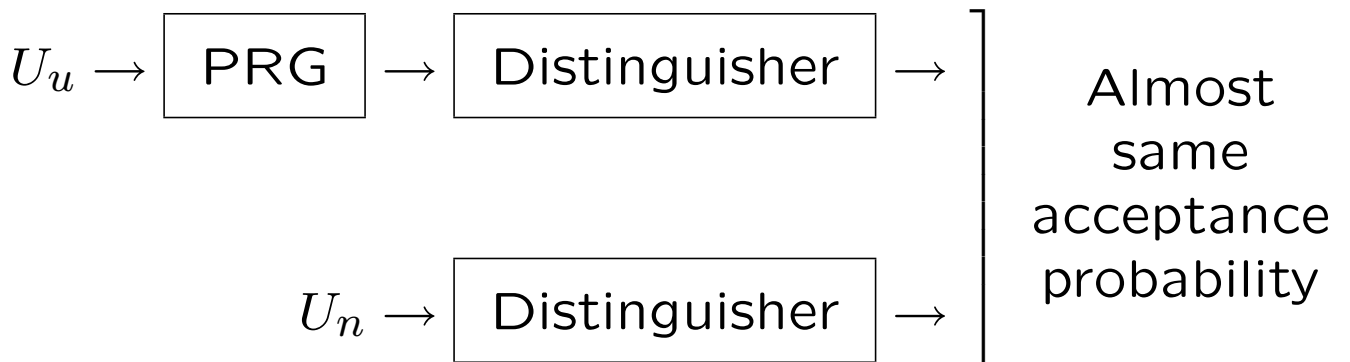 U_u → PRG → Distinguisher →
Almost
same
acceptance
probability
U_n → Distinguisher →